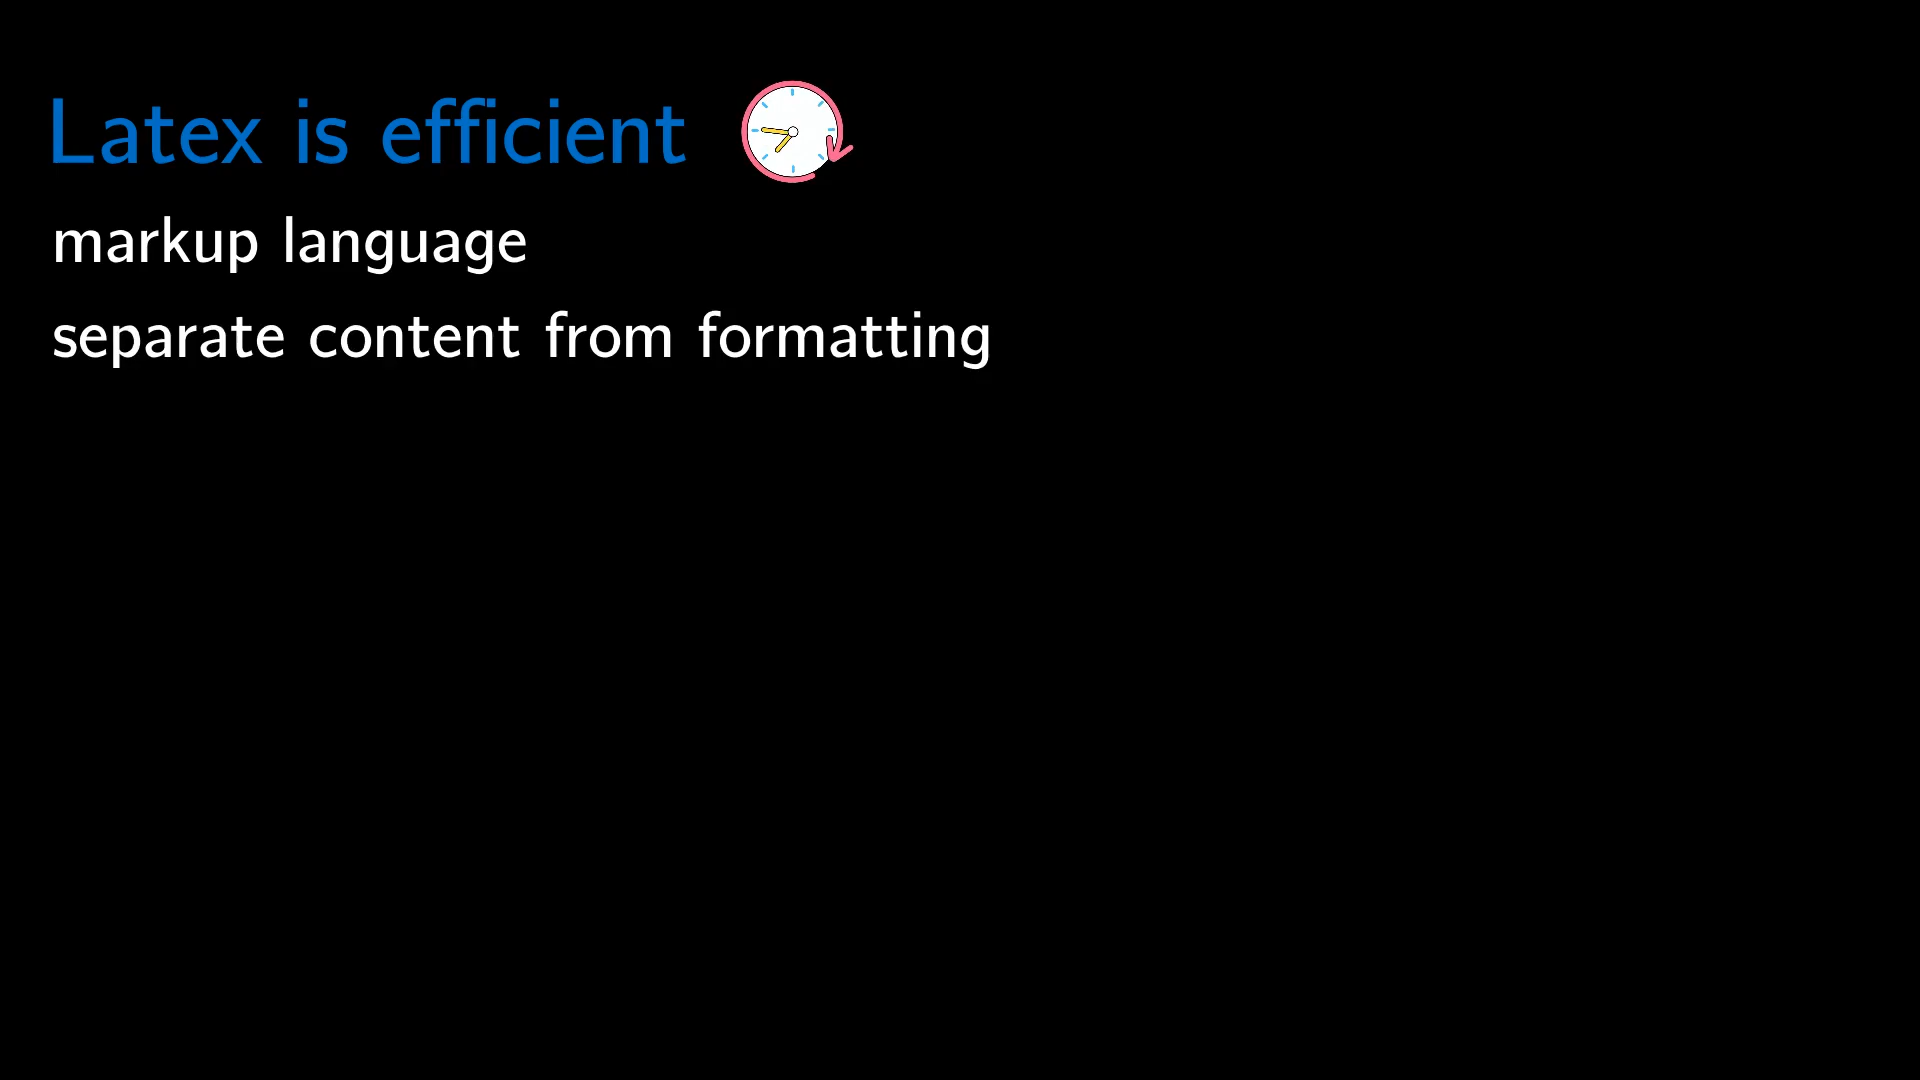 Latex is efficient
markup language
separate content from formatting